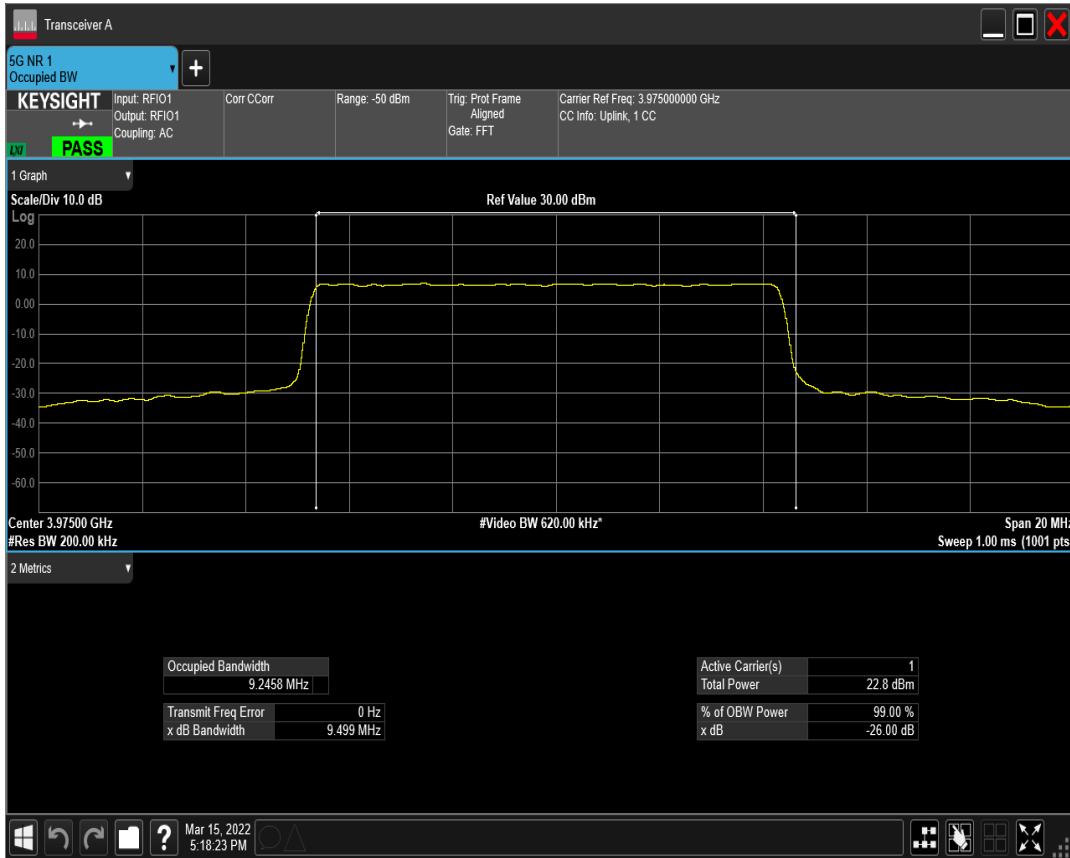 Transceiver A
5G NR 1
Occupied BW
KEYSIGHT
LXI
PASS
Input: RFIO1
Output: RFIO1
Coupling: AC
Corr CCorr
Range: -50 dBm
Trig: Prot Frame
Aligned
Gate: FFT
Carrier Ref Freq: 3.975000000 GHz
CC Info: Uplink, 1 CC
1 Graph
Scale/Div 10.0 dB
Ref Value 30.00 dBm
Log
20.0
10.0
0.00
-10.0
-20.0
-30.0
-40.0
-50.0
-60.0
Center 3.97500 GHz
#Video BW 620.00 kHz*
Span 20 MHz
#Res BW 200.00 kHz
Sweep 1.00 ms (1001 pts
2 Metrics
Occupied Bandwidth
9.2458 MHz
Transmit Freq Error 0 Hz
x dB Bandwidth 9.499 MHz
Active Carrier(s) 1
Total Power 22.8 dBm
% of OBW Power 99.00 %
x dB -26.00 dB
?
Mar 15, 2022
5:18:23 PM